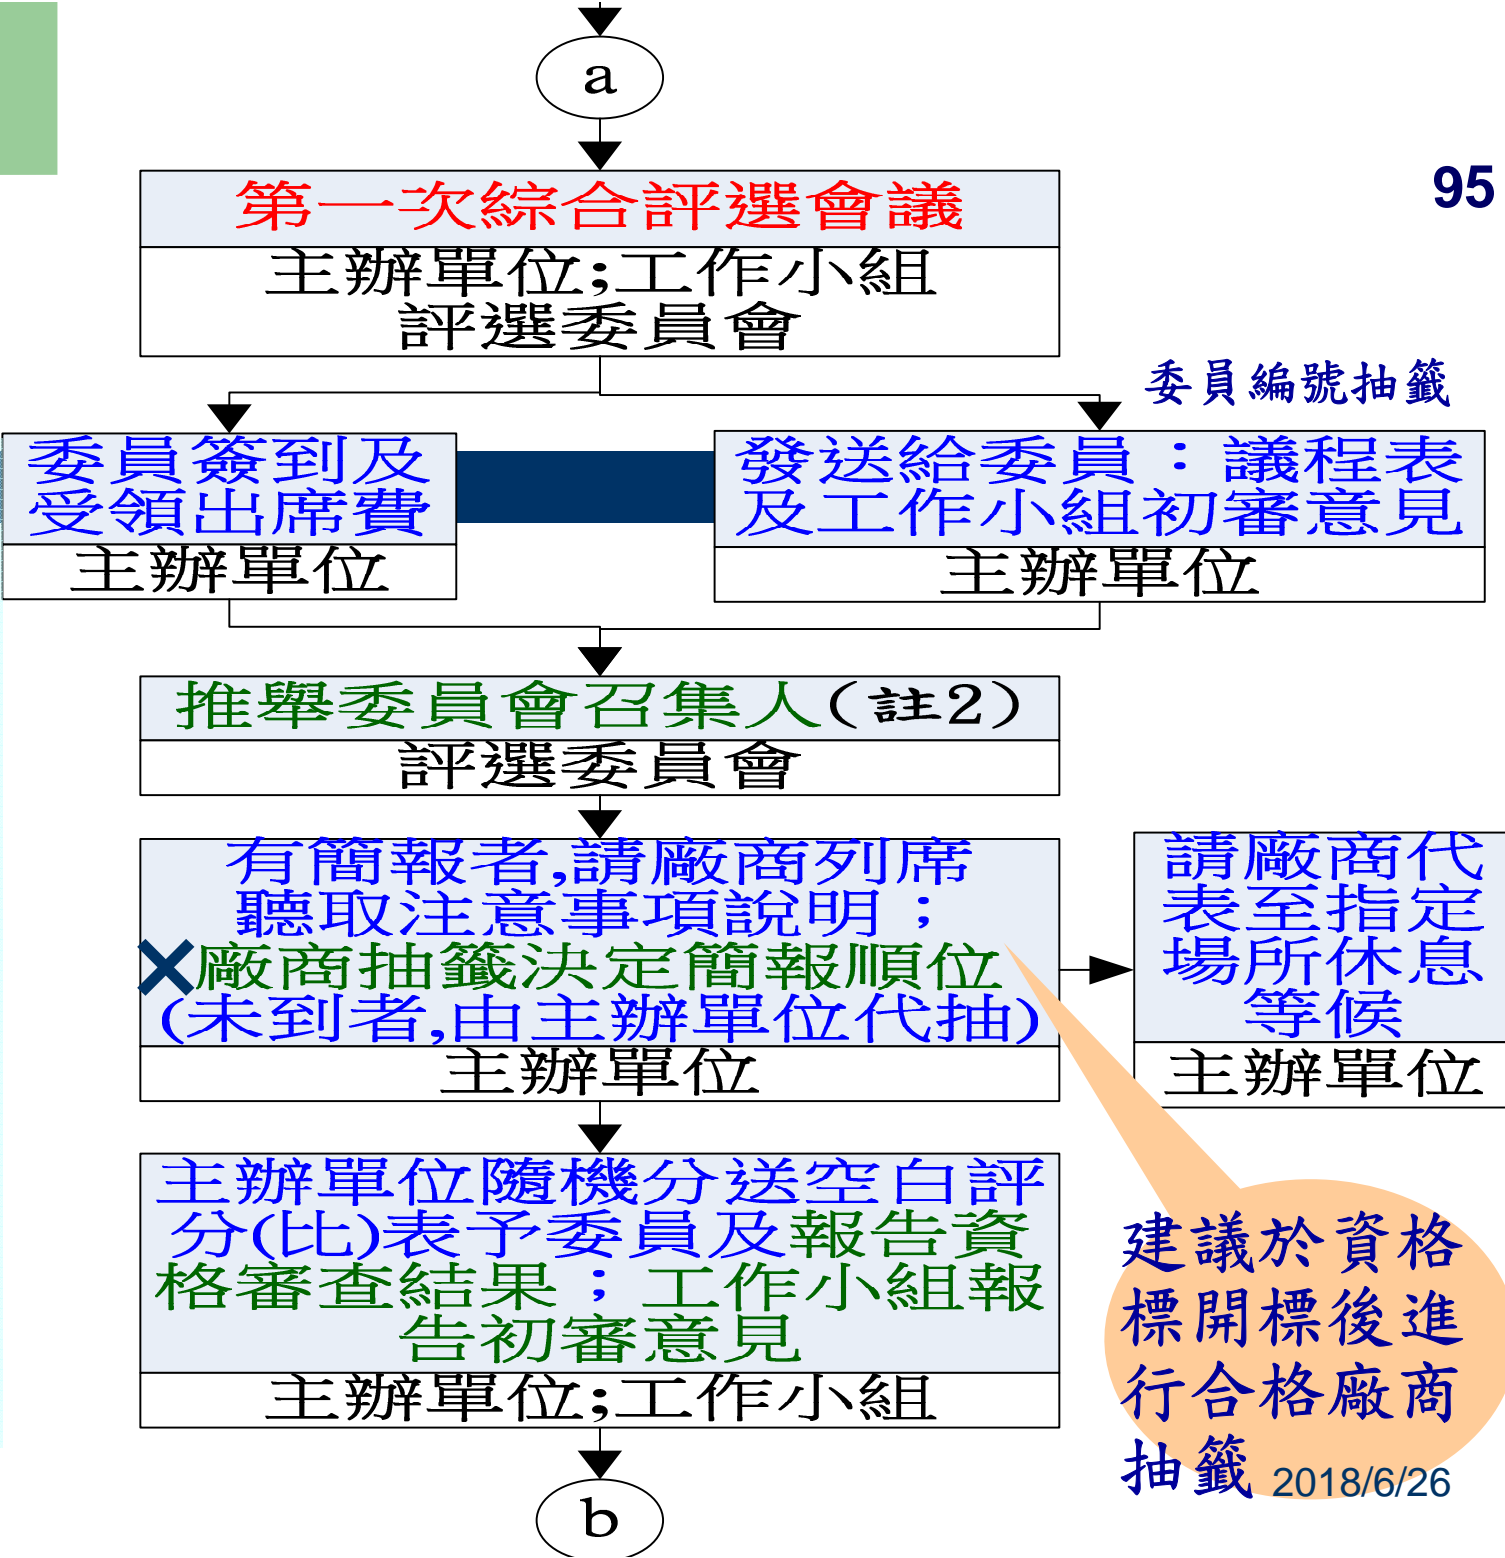 a
95
第一次綜合評選會議
主辦單位;工作小組
評選委員會
委員編號抽籤
委員簽到及
受領出席費
主辦單位
發送給委員：議程表
及工作小組初審意見
主辦單位
推舉委員會召集人(註2)
評選委員會
有簡報者,請廠商列席
聽取注意事項說明；
×廠商抽籤決定簡報順位
(未到者,由主辦單位代抽)
主辦單位
請廠商代
表至指定
場所休息
等候
主辦單位
主辦單位隨機分送空白評
分(比)表予委員及報告資
格審查結果；工作小組報
告初審意見
主辦單位;工作小組
建議於資格
標開標後進
行合格廠商
抽籤
2018/6/26
b